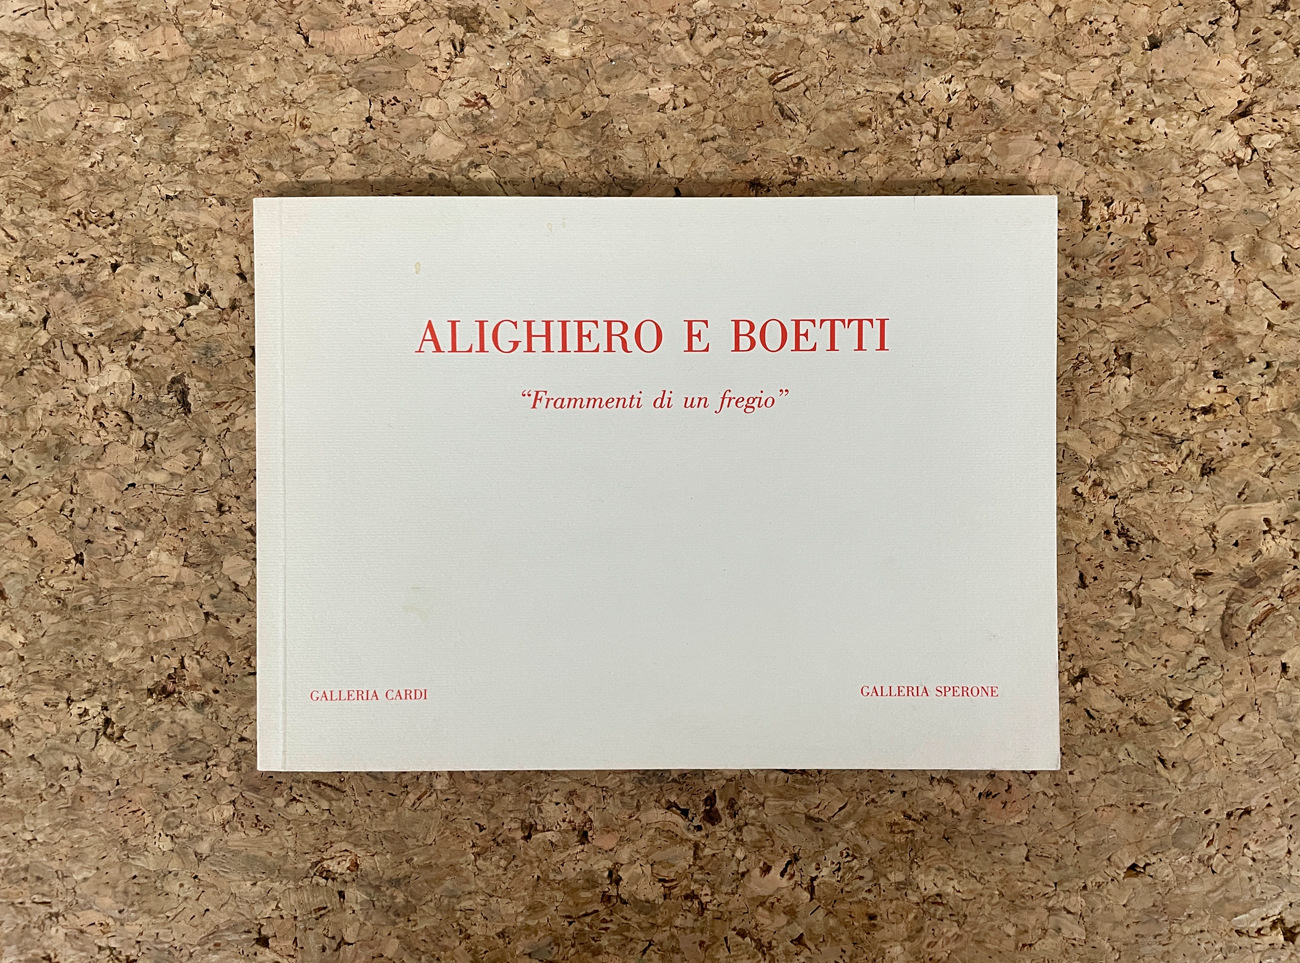 ALIGHIERO E BOETTI
“Frammenti di un fregio”
GALLERIA CARDI
GALLERIA SPERONE